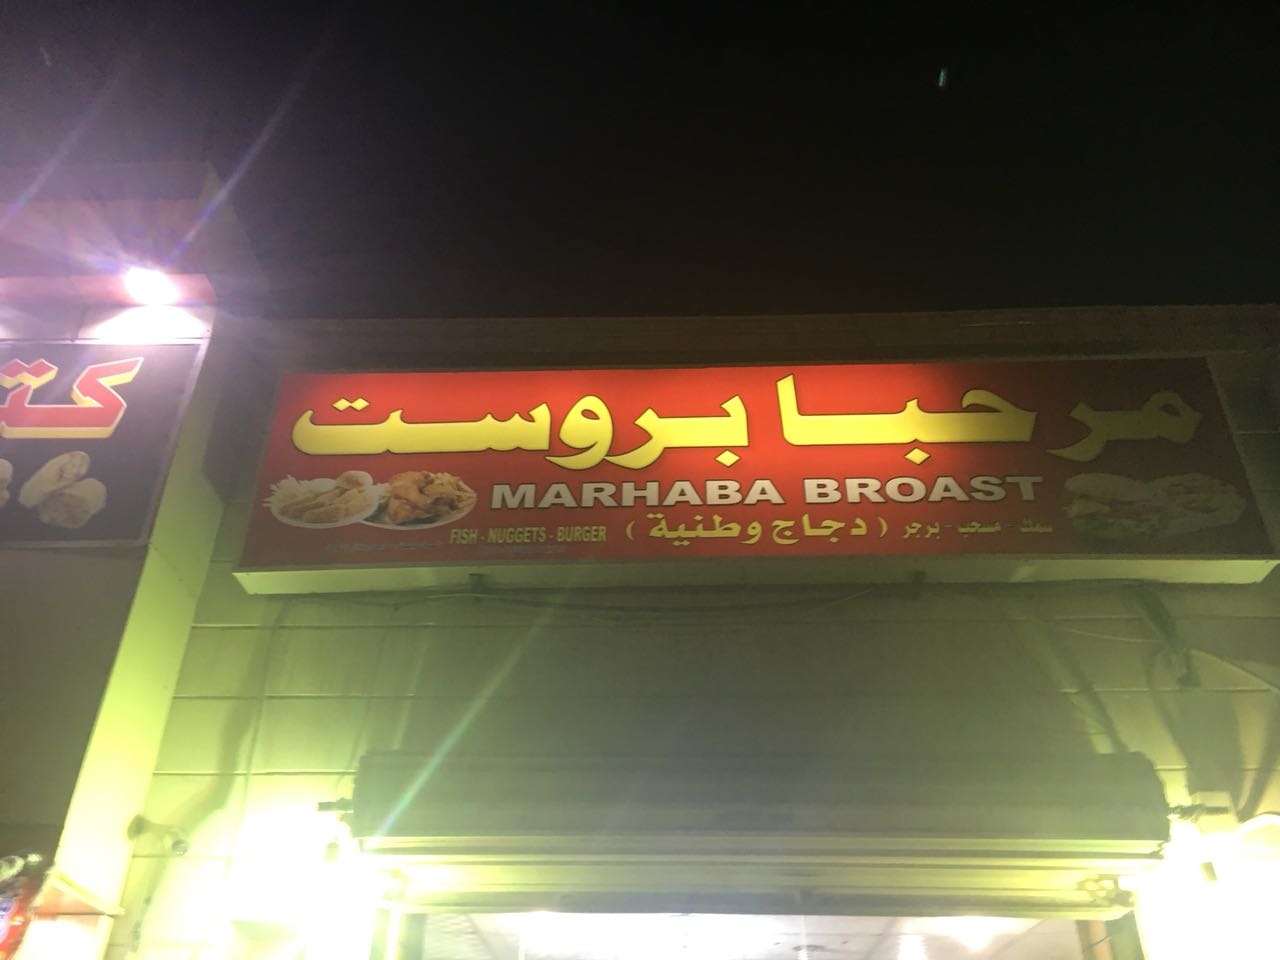 مرحبا بروست
MARHABA BROAST
سمك - مسحب - برجر ( دجاج وطنية ) FISH - NUGGETS - BURGER